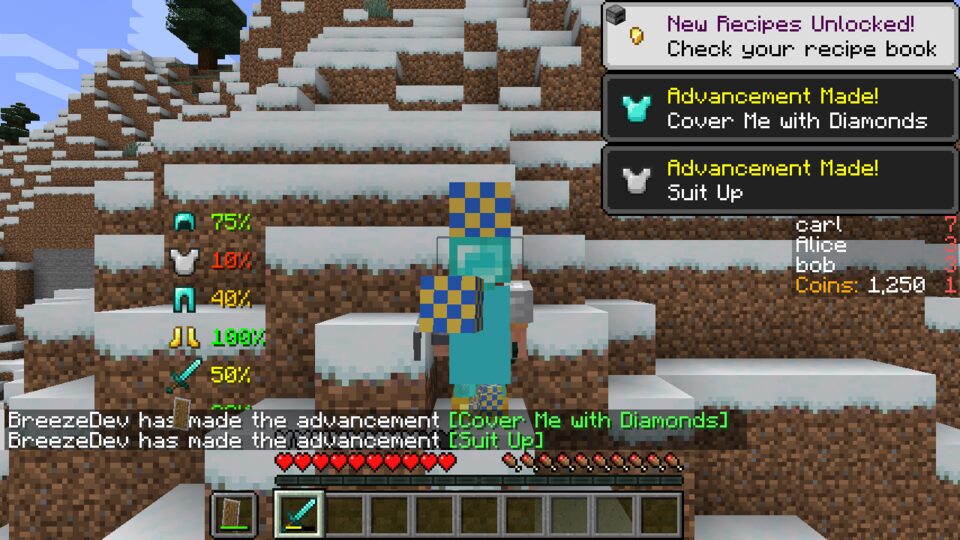 New Recipes Unlocked!
Check your recipe book
Advancement Made!
Cover Me with Diamonds
Advancement Made!
Suit Up
75%
10%
40%
100%
50%
carl 7
Alice 3
bob 3
Coins: 1,250 1
BreezeDev has made the advancement [Cover Me with Diamonds]
BreezeDev has made the advancement [Suit Up]